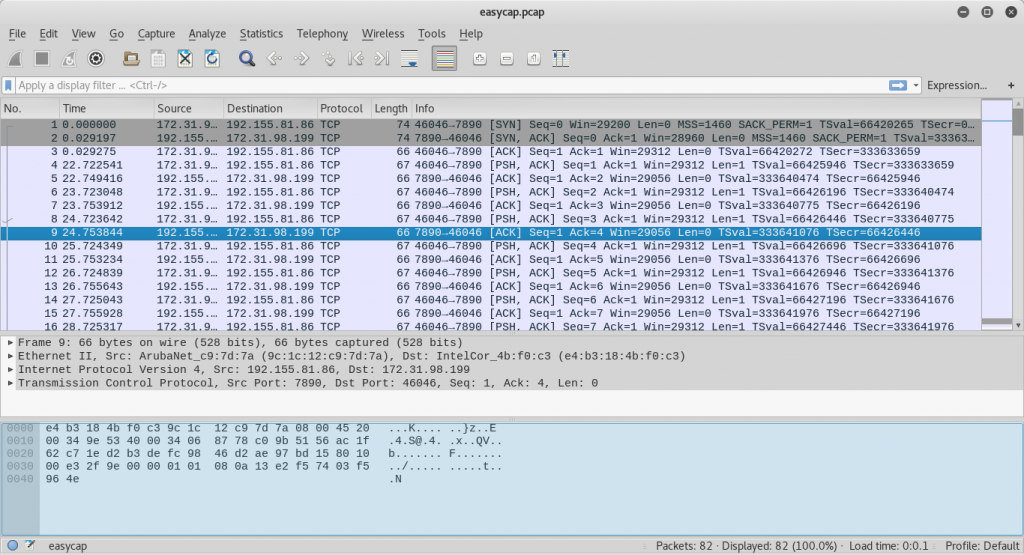 easycap.pcap
File Edit View Go Capture Analyze Statistics Telephony Wireless Tools Help
Apply a display filter ... <Ctrl-/> Expression... +
No. Time Source Destination Protocol Length Info
1 0.000000 172.31.9... 192.155.81.86 TCP 74 46046→7890 [SYN] Seq=0 Win=29200 Len=0 MSS=1460 SACK_PERM=1 TSval=66420265 TSecr=0...
2 0.029197 192.155.... 172.31.98.199 TCP 74 7890→46046 [SYN, ACK] Seq=0 Ack=1 Win=28960 Len=0 MSS=1460 SACK_PERM=1 TSval=33363...
3 0.029275 172.31.9... 192.155.81.86 TCP 66 46046→7890 [ACK] Seq=1 Ack=1 Win=29312 Len=0 TSval=66420272 TSecr=333633659
4 22.722541 172.31.9... 192.155.81.86 TCP 67 46046→7890 [PSH, ACK] Seq=1 Ack=1 Win=29312 Len=1 TSval=66425946 TSecr=333633659
5 22.749416 192.155.... 172.31.98.199 TCP 66 7890→46046 [ACK] Seq=1 Ack=2 Win=29056 Len=0 TSval=333640474 TSecr=66425946
6 23.723048 172.31.9... 192.155.81.86 TCP 67 46046→7890 [PSH, ACK] Seq=2 Ack=1 Win=29312 Len=1 TSval=66426196 TSecr=333640474
7 23.753912 192.155.... 172.31.98.199 TCP 66 7890→46046 [ACK] Seq=1 Ack=3 Win=29056 Len=0 TSval=333640775 TSecr=66426196
8 24.723642 172.31.9... 192.155.81.86 TCP 67 46046→7890 [PSH, ACK] Seq=3 Ack=1 Win=29312 Len=1 TSval=66426446 TSecr=333640775
9 24.753844 192.155.... 172.31.98.199 TCP 66 7890→46046 [ACK] Seq=1 Ack=4 Win=29056 Len=0 TSval=333641076 TSecr=66426446
10 25.724349 172.31.9... 192.155.81.86 TCP 67 46046→7890 [PSH, ACK] Seq=4 Ack=1 Win=29312 Len=1 TSval=66426696 TSecr=333641076
11 25.753234 192.155.... 172.31.98.199 TCP 66 7890→46046 [ACK] Seq=1 Ack=5 Win=29056 Len=0 TSval=333641376 TSecr=66426696
12 26.724839 172.31.9... 192.155.81.86 TCP 67 46046→7890 [PSH, ACK] Seq=5 Ack=1 Win=29312 Len=1 TSval=66426946 TSecr=333641376
13 26.755643 192.155.... 172.31.98.199 TCP 66 7890→46046 [ACK] Seq=1 Ack=6 Win=29056 Len=0 TSval=333641676 TSecr=66426946
14 27.725043 172.31.9... 192.155.81.86 TCP 67 46046→7890 [PSH, ACK] Seq=6 Ack=1 Win=29312 Len=1 TSval=66427196 TSecr=333641676
15 27.755928 192.155.... 172.31.98.199 TCP 66 7890→46046 [ACK] Seq=1 Ack=7 Win=29056 Len=0 TSval=333641976 TSecr=66427196
16 28.725317 172.31.9... 192.155.81.86 TCP 67 46046→7890 [PSH, ACK] Seq=7 Ack=1 Win=29312 Len=1 TSval=66427446 TSecr=333641976
Frame 9: 66 bytes on wire (528 bits), 66 bytes captured (528 bits)
Ethernet II, Src: ArubaNet_c9:7d:7a (9c:1c:12:c9:7d:7a), Dst: IntelCor_4b:f0:c3 (e4:b3:18:4b:f0:c3)
Internet Protocol Version 4, Src: 192.155.81.86, Dst: 172.31.98.199
Transmission Control Protocol, Src Port: 7890, Dst Port: 46046, Seq: 1, Ack: 4, Len: 0
0000 e4 b3 18 4b f0 c3 9c 1c 12 c9 7d 7a 08 00 45 20 ...K.... ..}z..E
0010 00 34 9e 53 40 00 34 06 87 78 c0 9b 51 56 ac 1f .4.S@.4. .x..QV..
0020 62 c7 1e d2 b3 de fc 98 46 d2 ae 97 bd 15 80 10 b....... F.......
0030 00 e3 2f 9e 00 00 01 01 08 0a 13 e2 f5 74 03 f5 ../..... .....t..
0040 96 4e .N
easycap Packets: 82 · Displayed: 82 (100.0%) · Load time: 0:0.1 Profile: Default